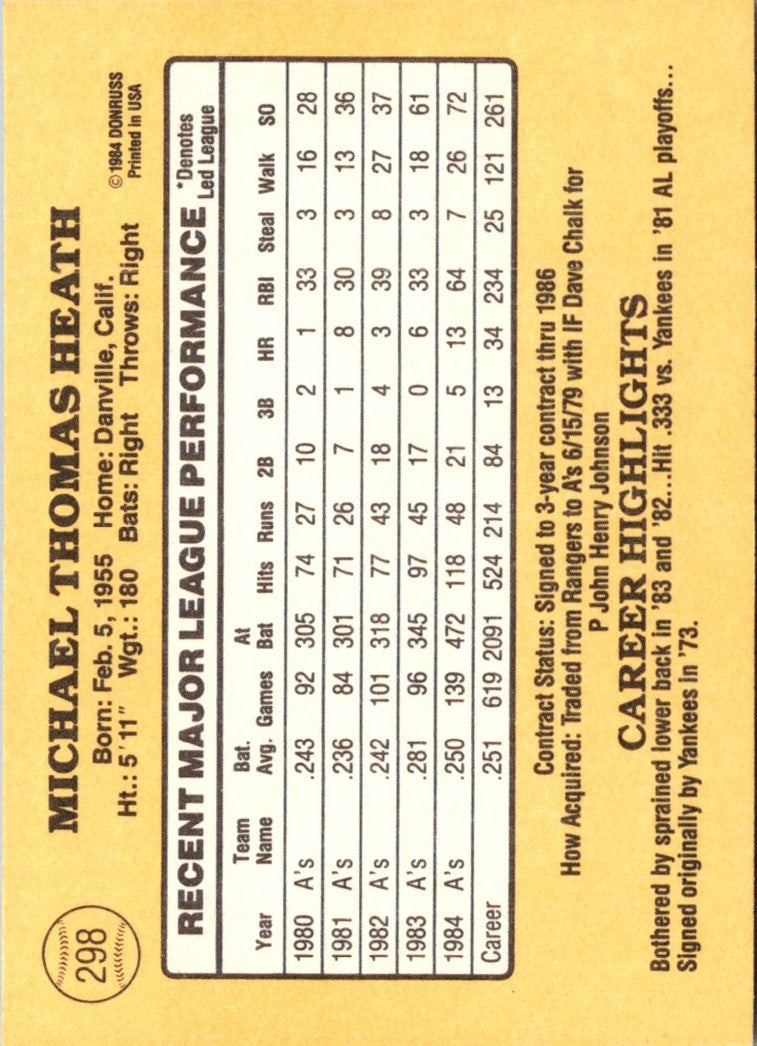 298
MICHAEL THOMAS HEATH
Born: Feb. 5, 1955 Home: Danville, Calif.
Ht.: 5'11" Wgt.: 180 Bats: Right Throws: Right
© 1984 DONRUSS
Printed in USA
RECENT MAJOR LEAGUE PERFORMANCE
*Denotes
Led League
Year Team Name Bat. Avg. Games At Bat Hits Runs 2B 3B HR RBI Steal Walk SO
1980 A's .243 92 305 74 27 10 2 1 33 3 16 28
1981 A's .236 84 301 71 26 7 1 8 30 3 13 36
1982 A's .242 101 318 77 43 18 4 3 39 8 27 37
1983 A's .281 96 345 97 45 17 0 6 33 3 18 61
1984 A's .250 139 472 118 48 21 5 13 64 7 26 72
Career .251 619 2091 524 214 84 13 34 234 25 121 261
Contract Status: Signed to 3-year contract thru 1986
How Acquired: Traded from Rangers to A's 6/15/79 with IF Dave Chalk for
P John Henry Johnson
CAREER HIGHLIGHTS
Bothered by sprained lower back in '83 and '82...Hit .333 vs. Yankees in '81 AL playoffs...
Signed originally by Yankees in '73.